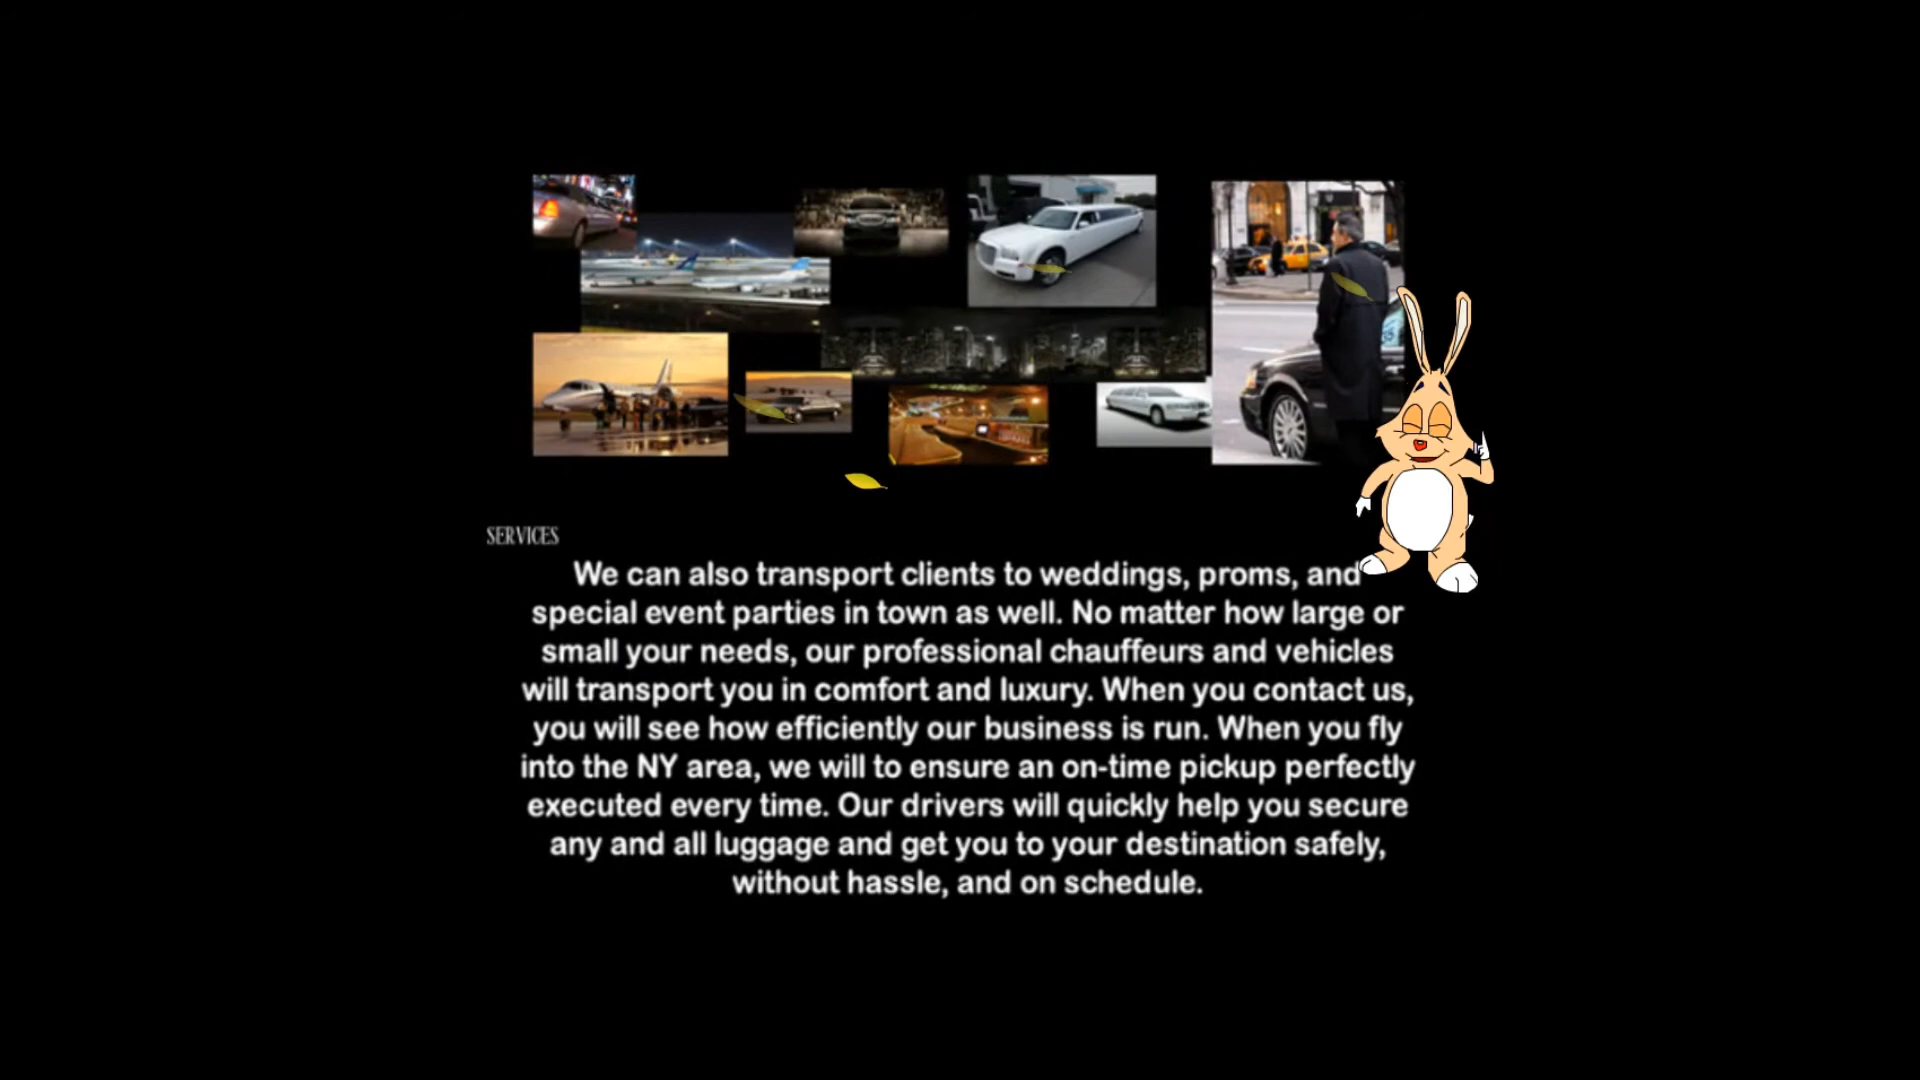 SERVICES
We can also transport clients to weddings, proms, and
special event parties in town as well. No matter how large or
small your needs, our professional chauffeurs and vehicles
will transport you in comfort and luxury. When you contact us,
you will see how efficiently our business is run. When you fly
into the NY area, we will to ensure an on-time pickup perfectly
executed every time. Our drivers will quickly help you secure
any and all luggage and get you to your destination safely,
without hassle, and on schedule.